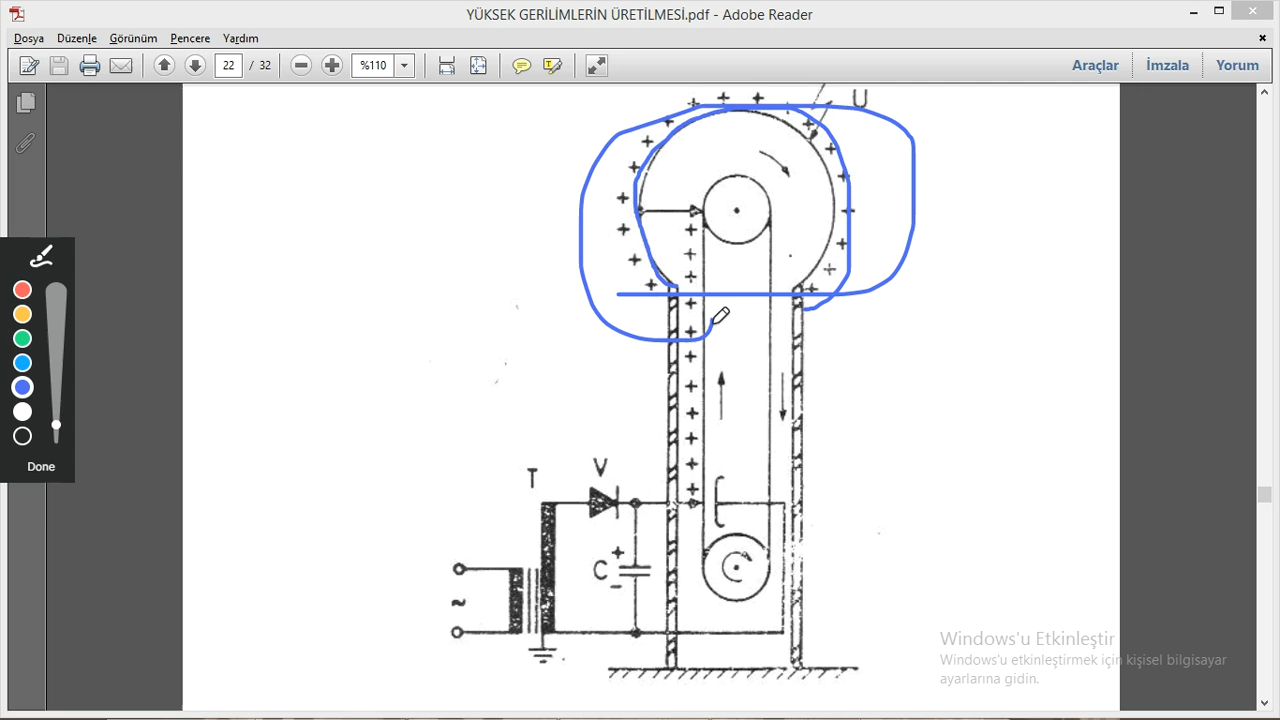 YÜKSEK GERİLİMLERİN ÜRETİLMESİ.pdf - Adobe Reader
Dosya Düzenle Görünüm Pencere Yardım
22 / 32 %110 Araçlar İmzala Yorum
U
T V
C + -
~
Done
Windows'u Etkinleştir
Windows'u etkinleştirmek için kişisel bilgisayar
ayarlarına gidin.